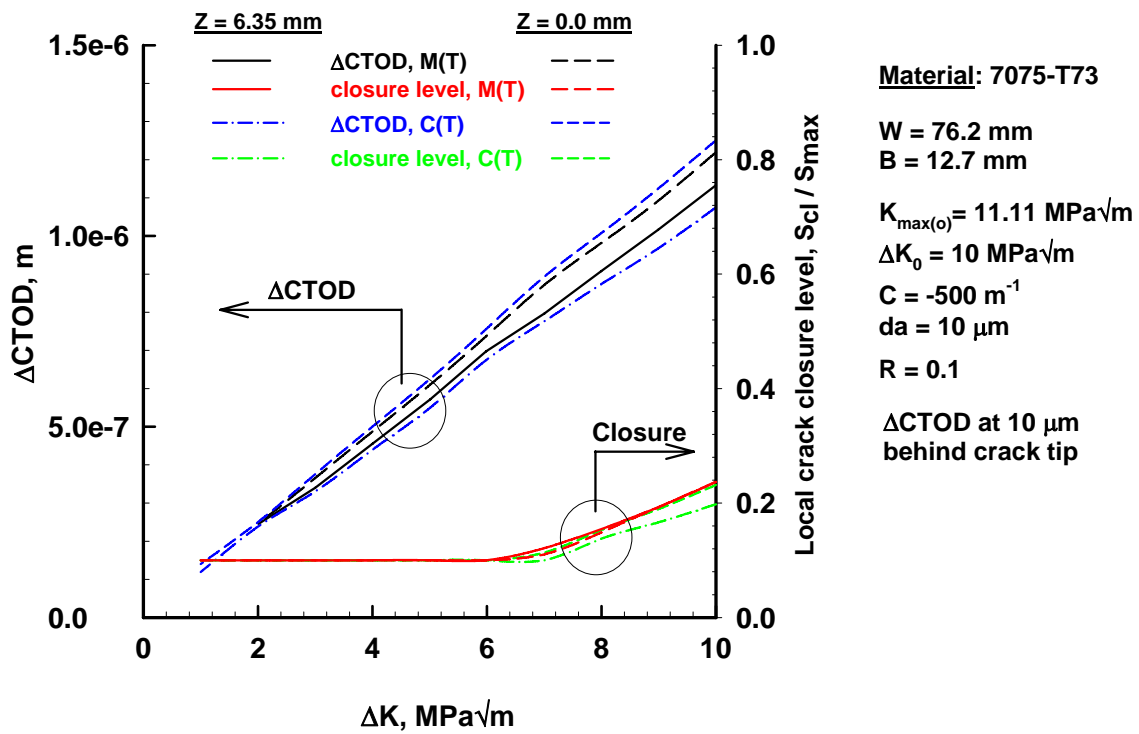 Z = 6.35 mm Z = 0.0 mm
ΔCTOD, M(T)
closure level, M(T)
ΔCTOD, C(T)
closure level, C(T)
1.5e-6
1.0e-6
5.0e-7
0.0
ΔCTOD, m
ΔCTOD
Closure
0 2 4 6 8 10
ΔK, MPa√m
1.0
0.8
0.6
0.4
0.2
0.0
Local crack closure level, Scl / Smax
Material: 7075-T73
W = 76.2 mm
B = 12.7 mm
Kmax(o)= 11.11 MPa√m
ΔK₀ = 10 MPa√m
C = -500 m⁻¹
da = 10 μm
R = 0.1
ΔCTOD at 10 μm
behind crack tip